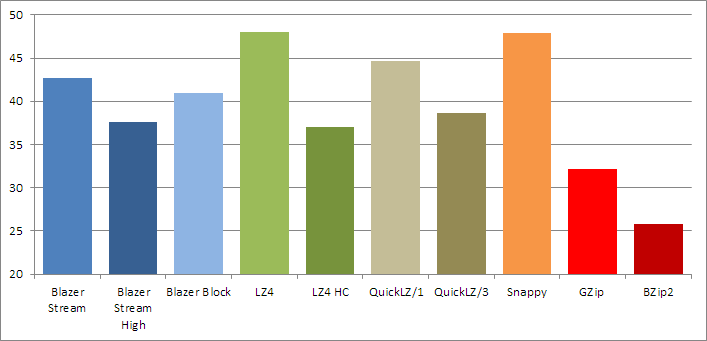 50
45
40
35
30
25
20
Blazer Stream
Blazer Stream High
Blazer Block
LZ4
LZ4 HC
QuickLZ/1
QuickLZ/3
Snappy
GZip
BZip2